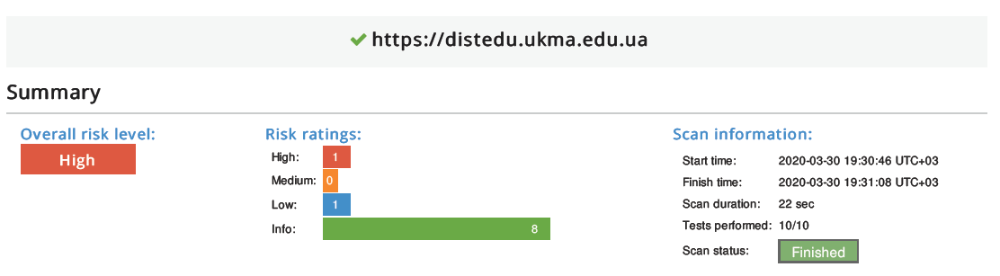 https://distedu.ukma.edu.ua
Summary
Overall risk level:
High
Risk ratings:
High: 1
Medium: 0
Low: 1
Info: 8
Scan information:
Start time: 2020-03-30 19:30:46 UTC+03
Finish time: 2020-03-30 19:31:08 UTC+03
Scan duration: 22 sec
Tests performed: 10/10
Scan status: Finished